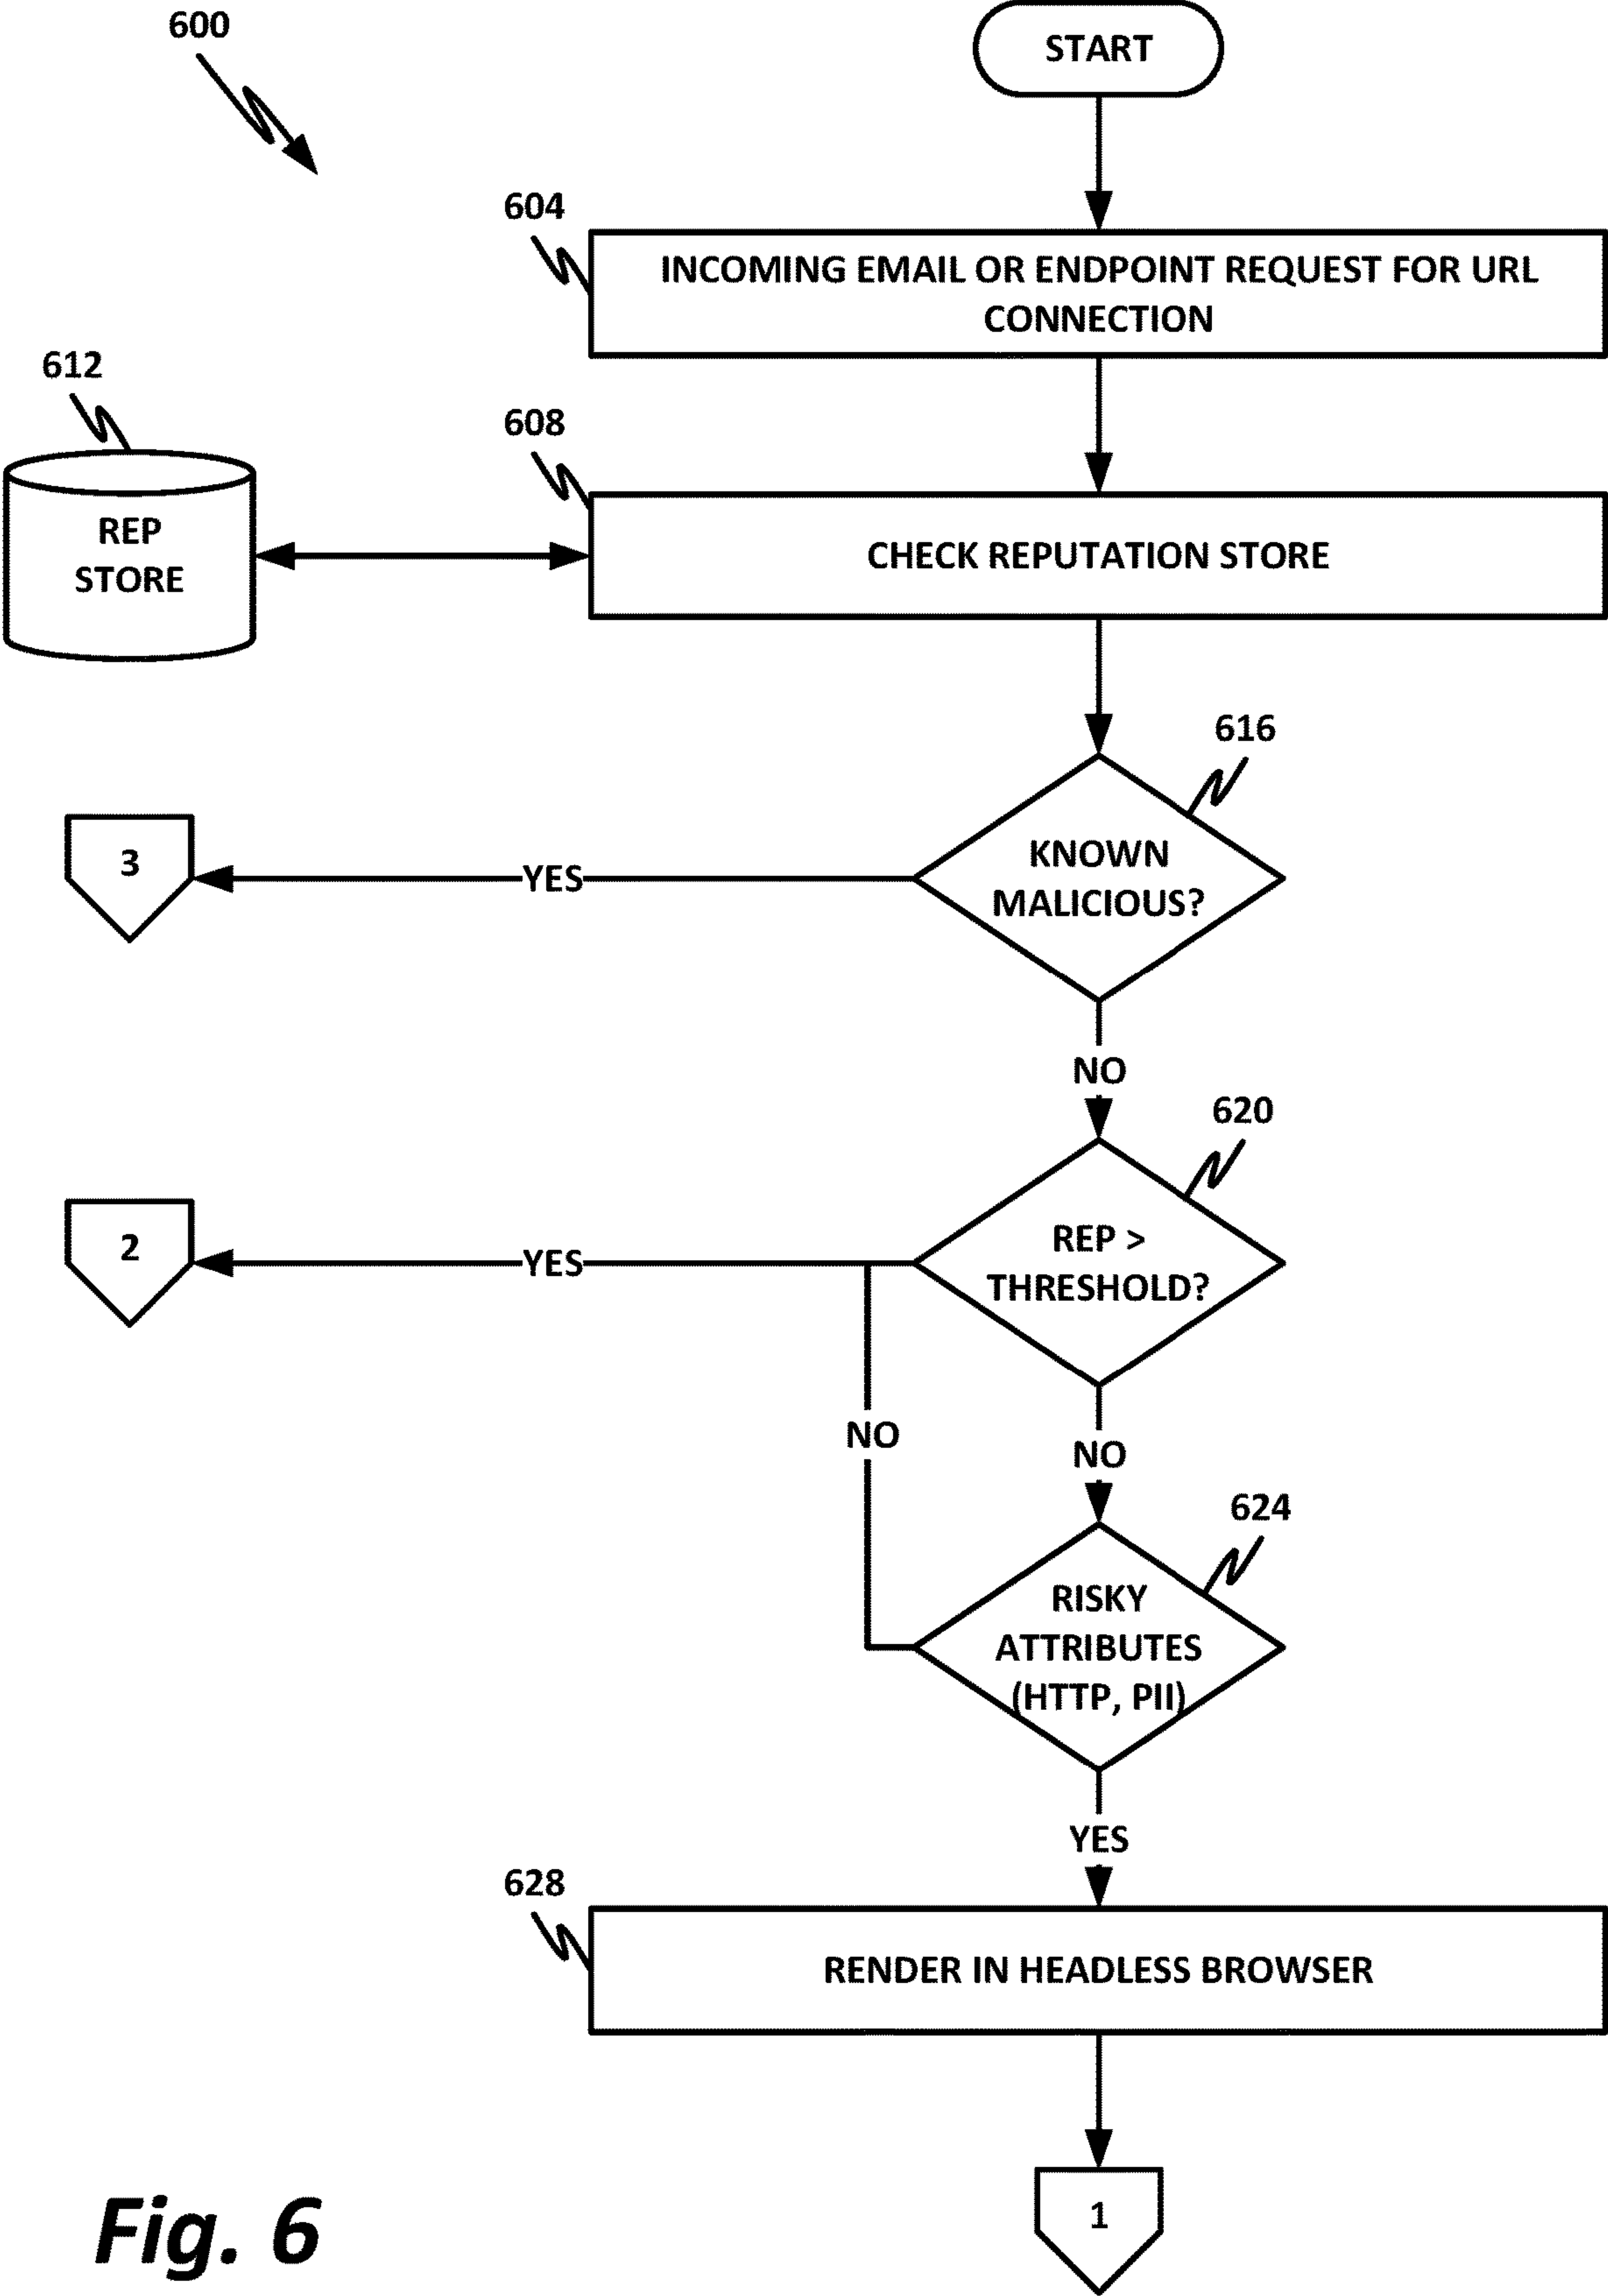 600
START
604
INCOMING EMAIL OR ENDPOINT REQUEST FOR URL
CONNECTION
612
608
REP
STORE
CHECK REPUTATION STORE
616
3
YES
KNOWN
MALICIOUS?
NO
620
2
YES
REP >
THRESHOLD?
NO
NO
624
RISKY
ATTRIBUTES
(HTTP, PII)
YES
628
RENDER IN HEADLESS BROWSER
1
Fig. 6